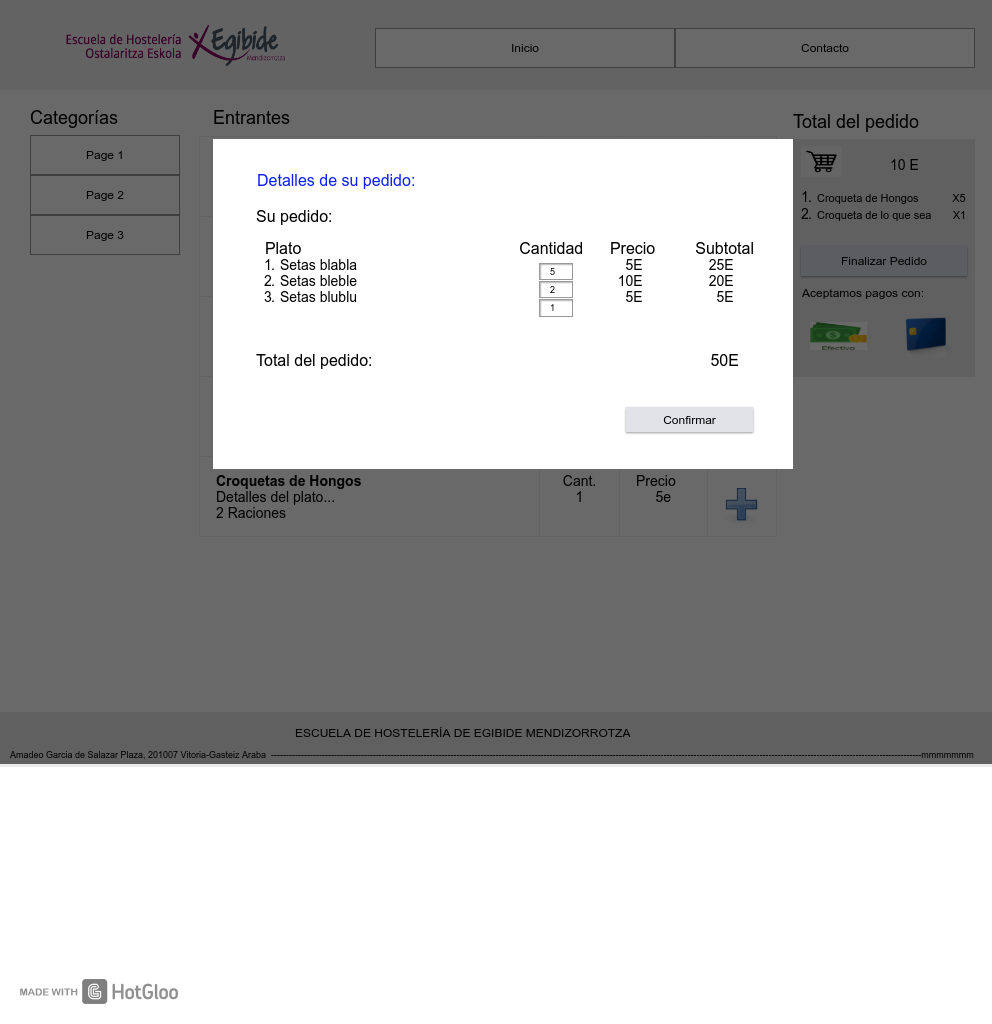 Escuela de Hostelería
Ostalaritza Eskola
Egibide
Mendizorrotza
Inicio
Contacto
Categorías
Page 1
Page 2
Page 3
Entrantes
Total del pedido
10 E
1. Croqueta de Hongos X5
2. Croqueta de lo que sea X1
Finalizar Pedido
Aceptamos pagos con:
Efectivo
Detalles de su pedido:
Su pedido:
Plato Cantidad Precio Subtotal
1. Setas blabla 5 5E 25E
2. Setas bleble 2 10E 20E
3. Setas blublu 1 5E 5E
Total del pedido: 50E
Confirmar
Croquetas de Hongos Cant. Precio
Detalles del plato... 1 5e
2 Raciones
ESCUELA DE HOSTELERÍA DE EGIBIDE MENDIZORROTZA
Amadeo Garcia de Salazar Plaza, 201007 Vitoria-Gasteiz Araba mmmmmmm
MADE WITH HotGloo